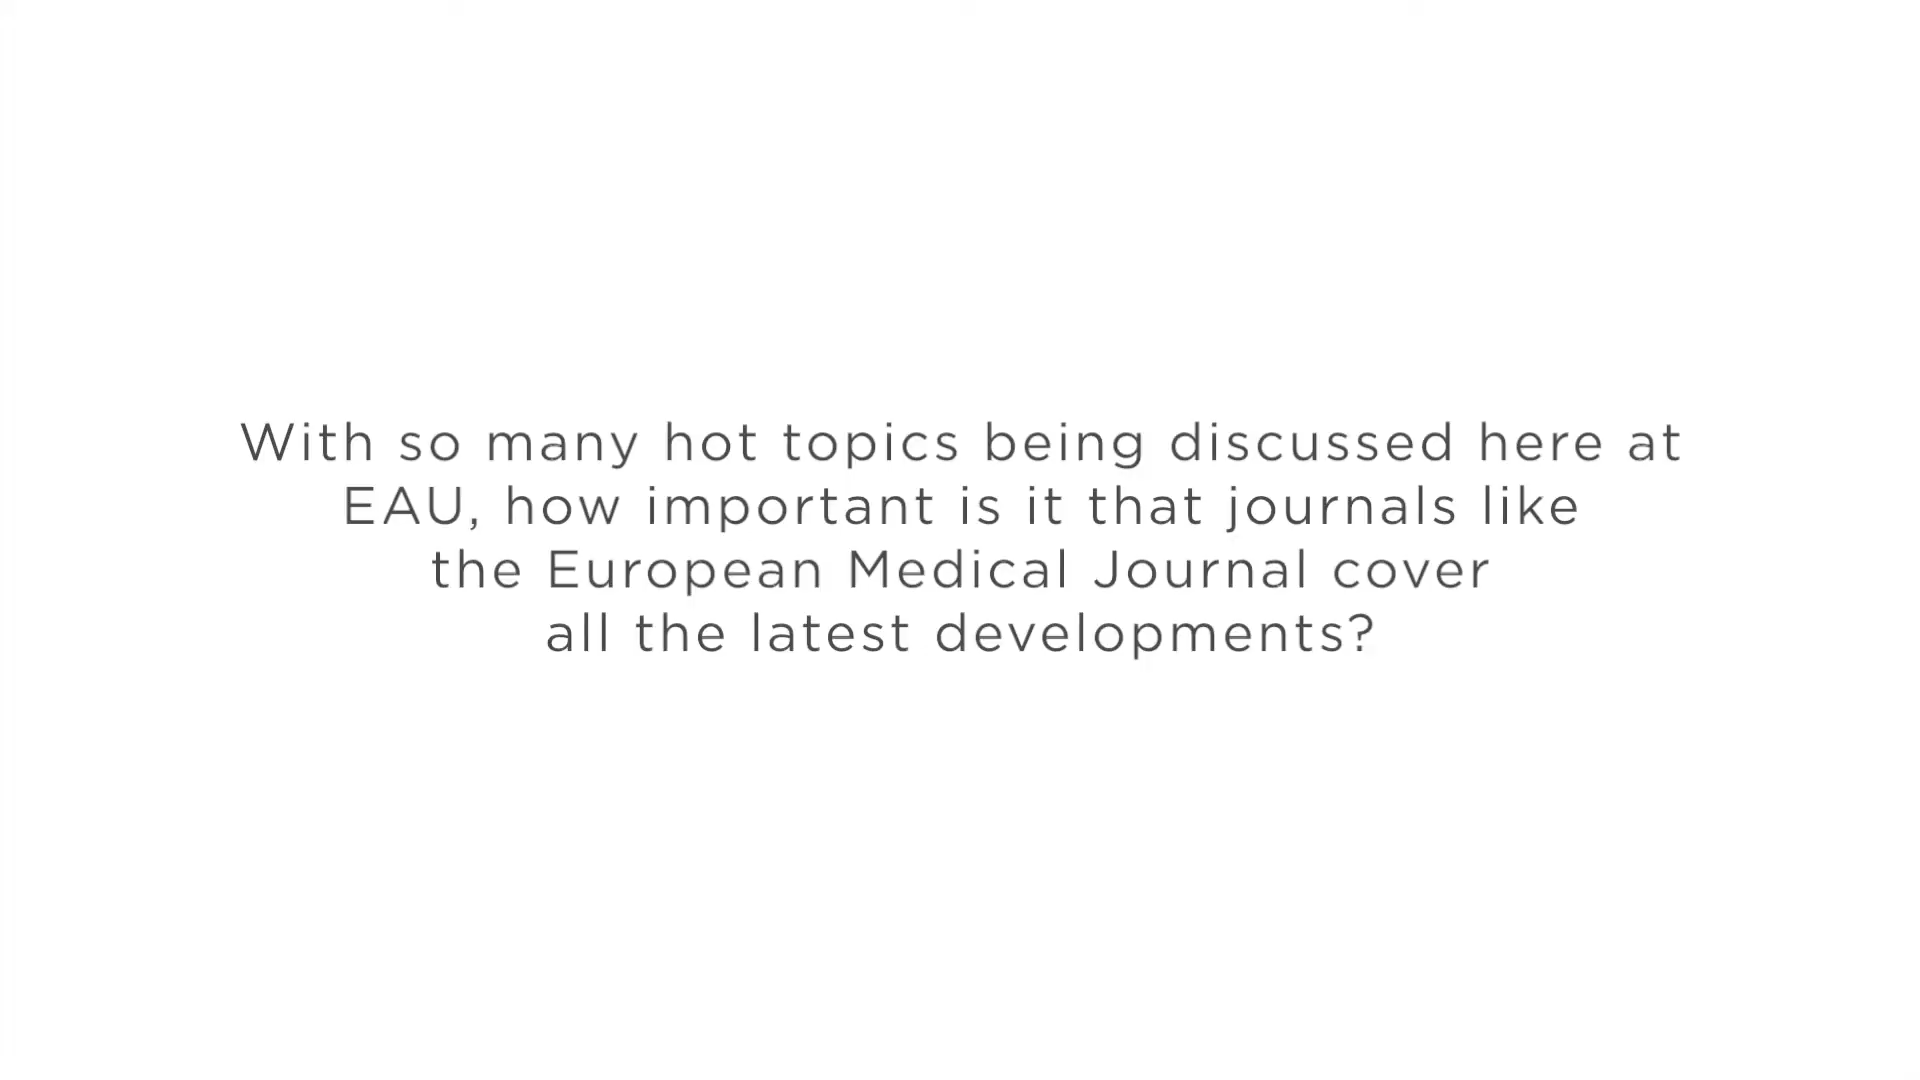 With so many hot topics being discussed here at
EAU, how important is it that journals like
the European Medical Journal cover
all the latest developments?